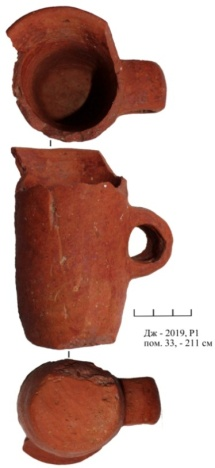 Дж - 2019, Р1
пом. 33, - 211 см